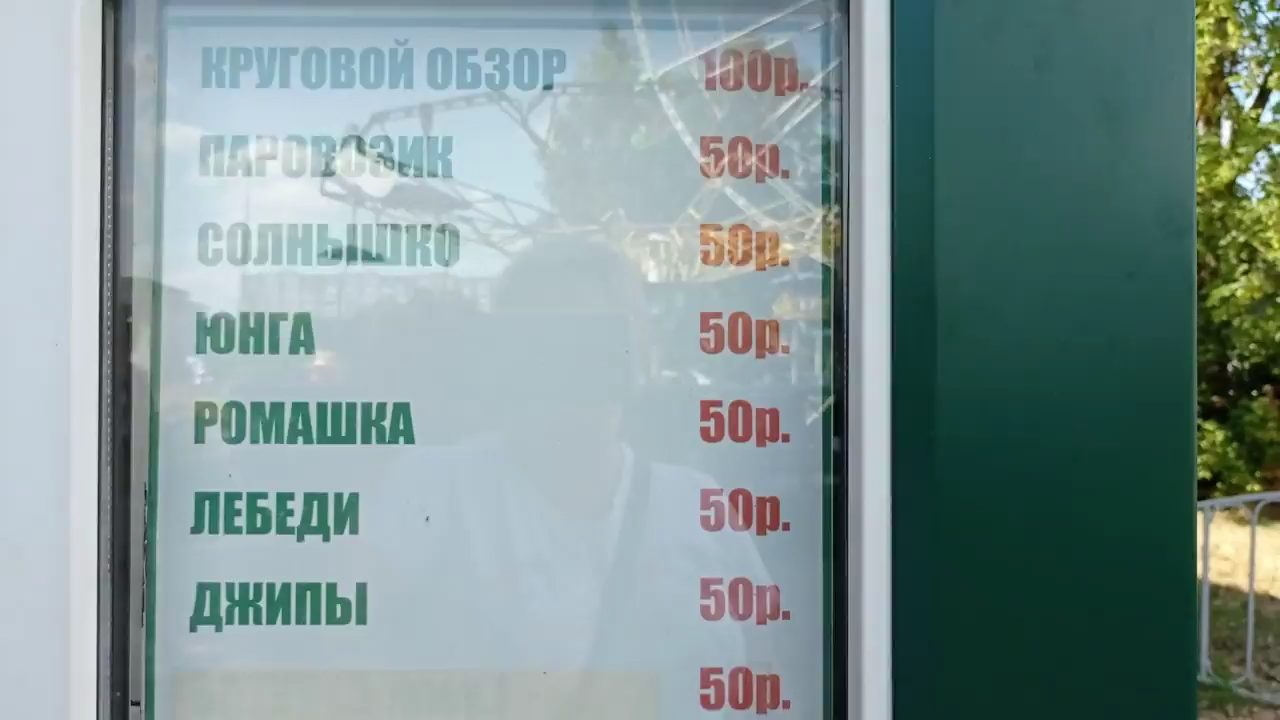 КРУГОВОЙ ОБЗОР 100р.
ПАРОВОЗИК 50р.
СОЛНЫШКО 50р.
ЮНГА 50р.
РОМАШКА 50р.
ЛЕБЕДИ 50р.
ДЖИПЫ 50р.
50р.